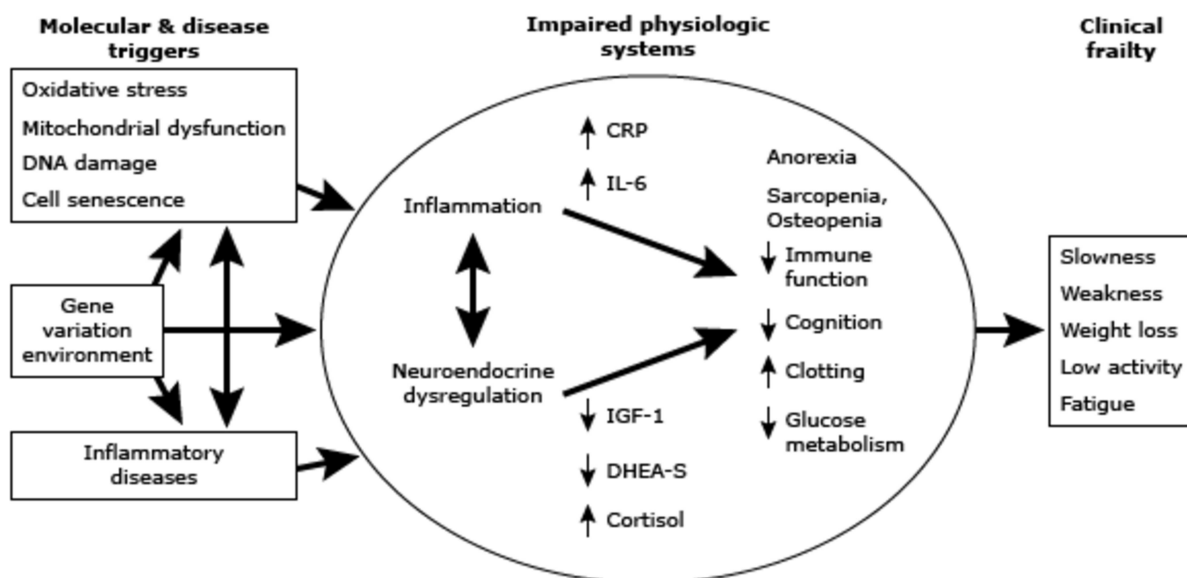 Molecular & disease
triggers
Oxidative stress
Mitochondrial dysfunction
DNA damage
Cell senescence
Gene
variation
environment
Inflammatory
diseases
Impaired physiologic
systems
↑ CRP
↑ IL-6
Inflammation
Neuroendocrine
dysregulation
↓ IGF-1
↓ DHEA-S
↑ Cortisol
Anorexia
Sarcopenia,
Osteopenia
↓ Immune
function
↓ Cognition
↑ Clotting
↓ Glucose
metabolism
Clinical
frailty
Slowness
Weakness
Weight loss
Low activity
Fatigue